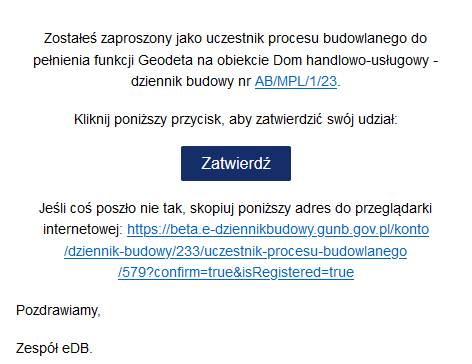 Zostałeś zaproszony jako uczestnik procesu budowlanego do
pełnienia funkcji Geodeta na obiekcie Dom handlowo-usługowy -
dziennik budowy nr AB/MPL/1/23.
Kliknij poniższy przycisk, aby zatwierdzić swój udział:
Zatwierdź
Jeśli coś poszło nie tak, skopiuj poniższy adres do przeglądarki
internetowej: https://beta.e-dziennikbudowy.gunb.gov.pl/konto
/dziennik-budowy/233/uczestnik-procesu-budowlanego
/579?confirm=true&isRegistered=true
Pozdrawiamy,
Zespół eDB.